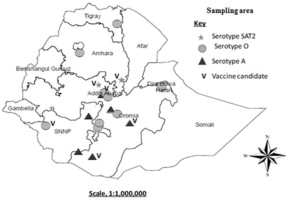 Sampling area
Key
Serotype SAT2
Serotype O
Serotype A
V Vaccine candidate
Tigray
Afar
Amhara
Benishangul Gumuz
V
V
Addis Ababa
Dire Dawa
Harari
Gambella
V
V
Oromia
V
Somali
SNNP
V
V
Scale, 1:1,000,000